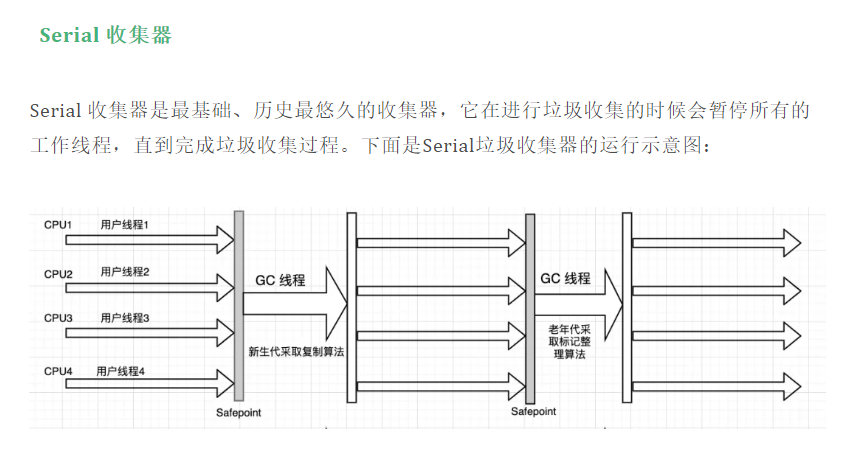 Serial 收集器
Serial 收集器是最基础、历史最悠久的收集器，它在进行垃圾收集的时候会暂停所有的
工作线程，直到完成垃圾收集过程。下面是Serial垃圾收集器的运行示意图：
CPU1 用户线程1
CPU2 用户线程2
CPU3 用户线程3
CPU4 用户线程4
GC 线程
新生代采取复制算法
Safepoint
GC 线程
老年代采
取标记整
理算法
Safepoint